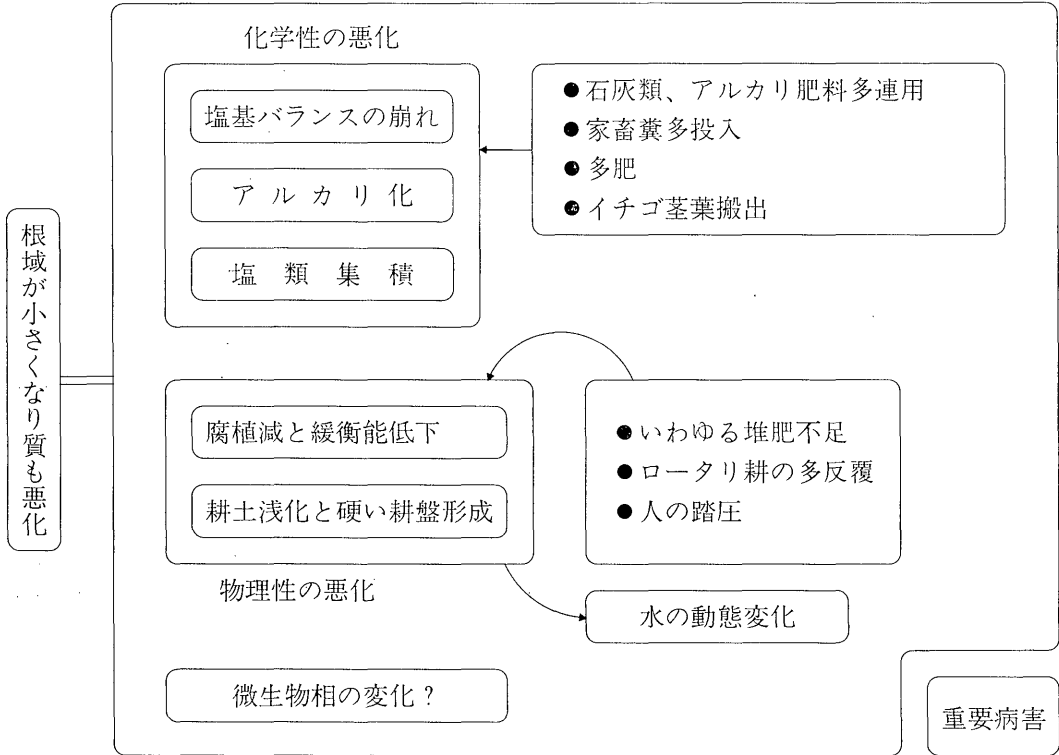 化学性の悪化
塩基バランスの崩れ
アルカリ化
塩類集積
●石灰類、アルカリ肥料多連用
●家畜糞多投入
●多肥
●イチゴ茎葉搬出
根域が小さくなり質も悪化
腐植減と緩衡能低下
耕土浅化と硬い耕盤形成
物理性の悪化
●いわゆる堆肥不足
●ロータリ耕の多反覆
●人の踏圧
水の動態変化
微生物相の変化?
重要病害